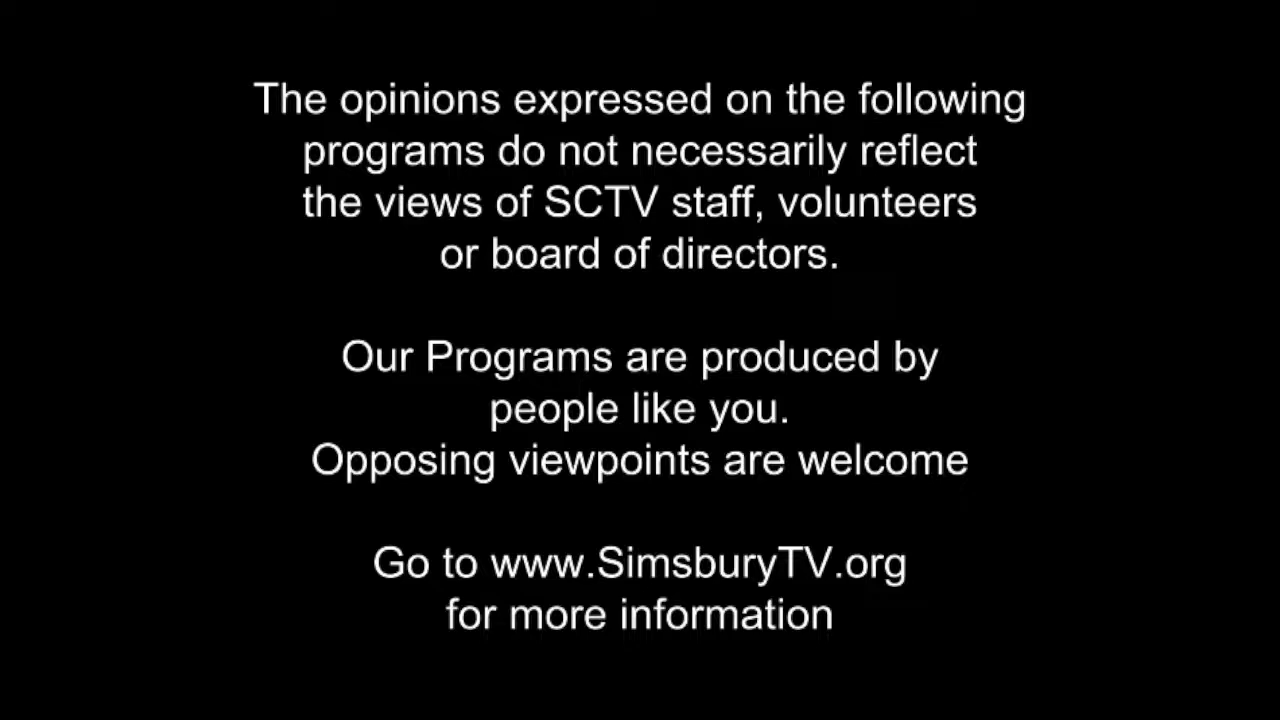 The opinions expressed on the following
programs do not necessarily reflect
the views of SCTV staff, volunteers
or board of directors.
Our Programs are produced by
people like you.
Opposing viewpoints are welcome
Go to www.SimsburyTV.org
for more information